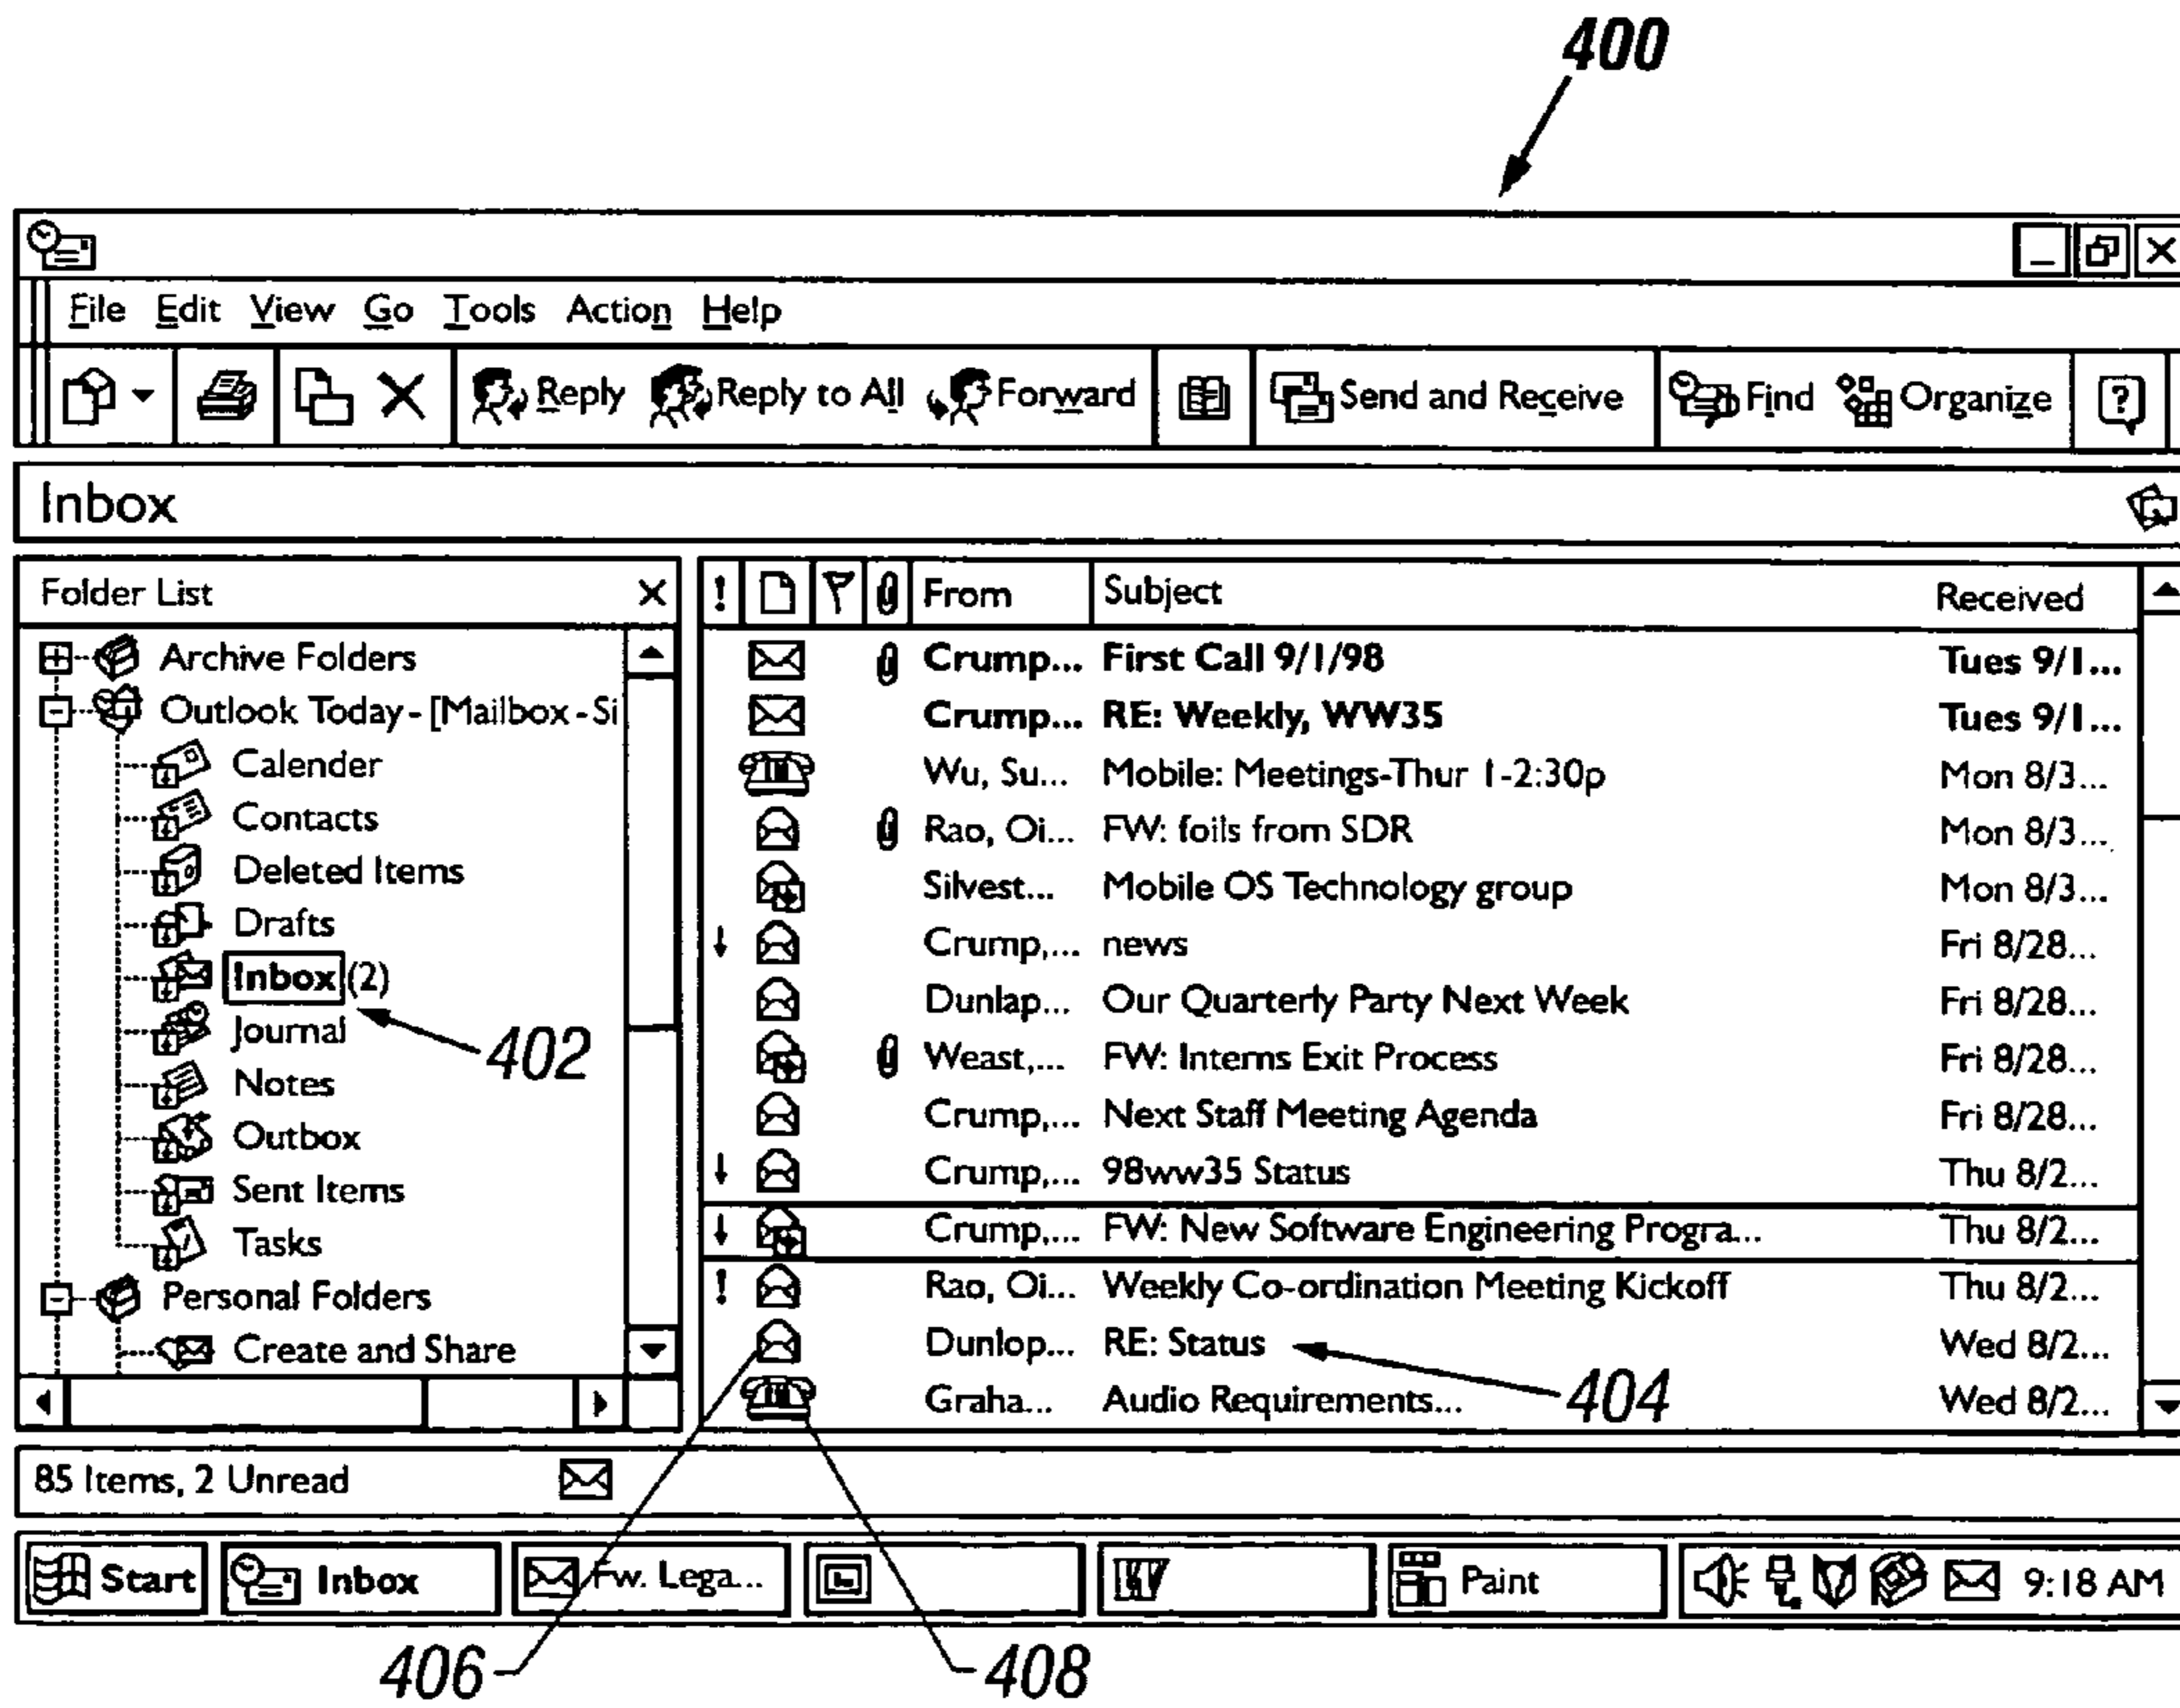 400
File Edit View Go Tools Action Help
Reply Reply to All Forward Send and Receive Find Organize
Inbox
Folder List
Archive Folders
Outlook Today - [Mailbox - Si
Calender
Contacts
Deleted Items
Drafts
Inbox (2)
Journal
402
Notes
Outbox
Sent Items
Tasks
Personal Folders
Create and Share
! From Subject Received
Crump... First Call 9/1/98 Tues 9/1...
Crump... RE: Weekly, WW35 Tues 9/1...
Wu, Su... Mobile: Meetings-Thur 1-2:30p Mon 8/3...
Rao, Oi... FW: foils from SDR Mon 8/3...
Silvest... Mobile OS Technology group Mon 8/3...
Crump,... news Fri 8/28...
Dunlap... Our Quarterly Party Next Week Fri 8/28...
Weast,... FW: Interns Exit Process Fri 8/28...
Crump,... Next Staff Meeting Agenda Fri 8/28...
Crump,... 98ww35 Status Thu 8/2...
Crump,... FW: New Software Engineering Progra... Thu 8/2...
! Rao, Oi... Weekly Co-ordination Meeting Kickoff Thu 8/2...
Dunlop... RE: Status Wed 8/2...
404
Graha... Audio Requirements... Wed 8/2...
85 Items, 2 Unread
Start Inbox Fw. Lega... W Paint 9:18 AM
406 408